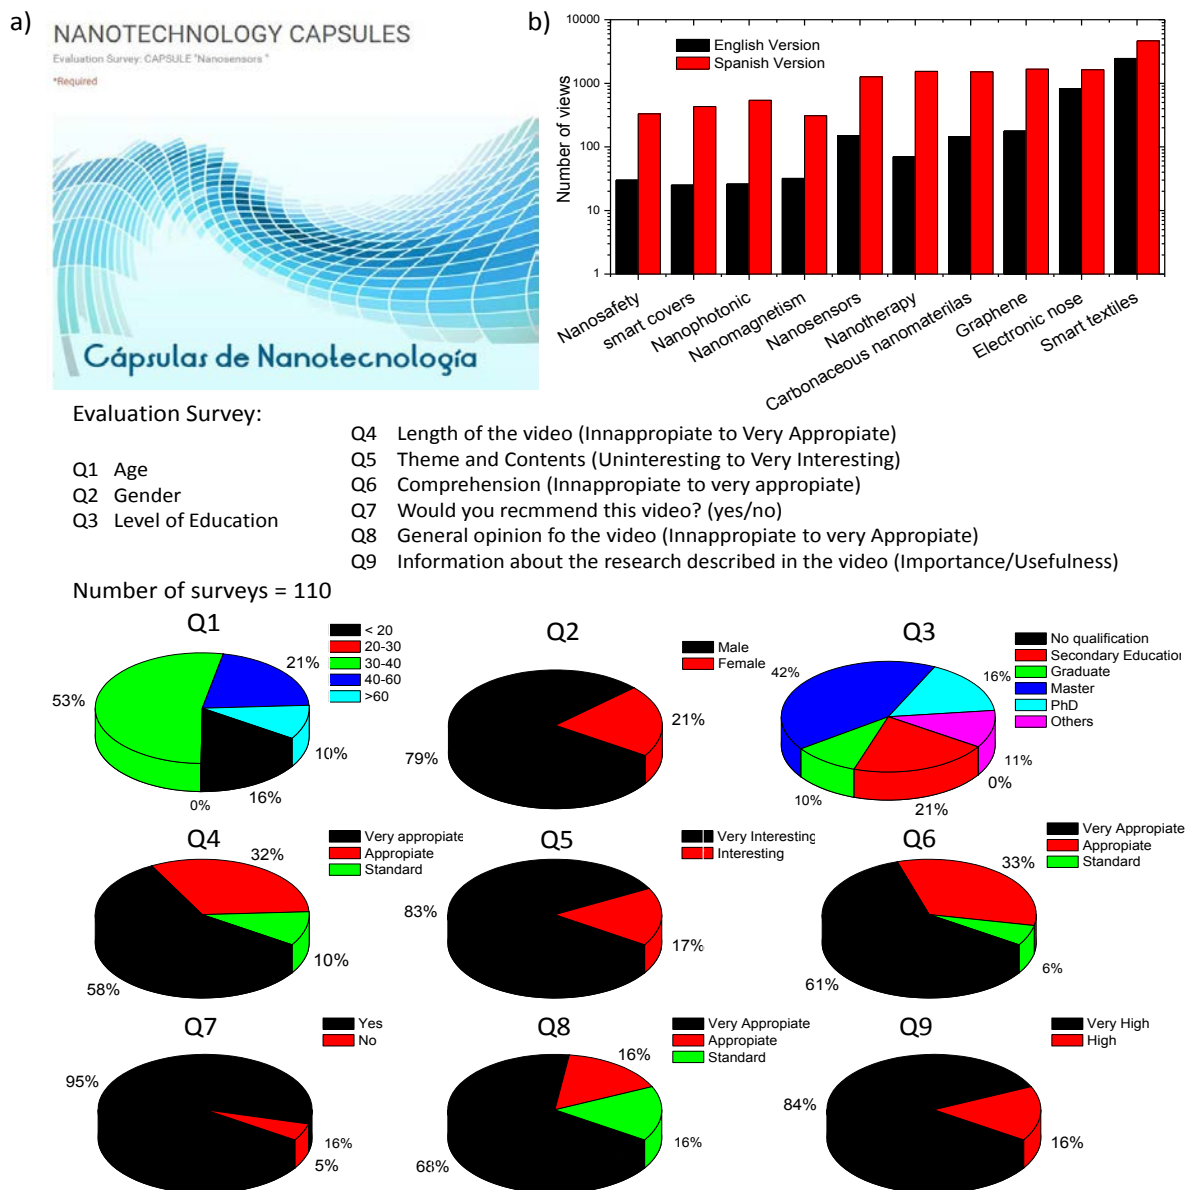 a)
NANOTECHNOLOGY CAPSULES
Evaluation Survey: CAPSULE "Nanosensors "
*Required
Cápsulas de Nanotecnología
b)
10000
1000
100
10
1
Number of views
English Version
Spanish Version
Nanosafety
smart covers
Nanophotonic
Nanomagnetism
Nanosensors
Nanotherapy
Carbonaceous nanomaterilas
Graphene
Electronic nose
Smart textiles
Evaluation Survey:
Q1 Age
Q2 Gender
Q3 Level of Education
Q4 Length of the video (Innappropiate to Very Appropiate)
Q5 Theme and Contents (Uninteresting to Very Interesting)
Q6 Comprehension (Innappropiate to very appropiate)
Q7 Would you recmmend this video? (yes/no)
Q8 General opinion fo the video (Innappropiate to very Appropiate)
Q9 Information about the research described in the video (Importance/Usefulness)
Number of surveys = 110
Q1
< 20
20-30
30-40
40-60
>60
21%
53%
10%
0%
16%
Q2
Male
Female
21%
79%
Q3
No qualification
Secondary Education
Graduate
Master
PhD
Others
42%
16%
11%
0%
10%
21%
Q4
Very appropiate
Appropiate
Standard
32%
10%
58%
Q5
Very Interesting
Interesting
83%
17%
Q6
Very Appropiate
Appropiate
Standard
33%
6%
61%
Q7
Yes
No
95%
16%
5%
Q8
Very Appropiate
Appropiate
Standard
16%
16%
68%
Q9
Very High
High
84%
16%